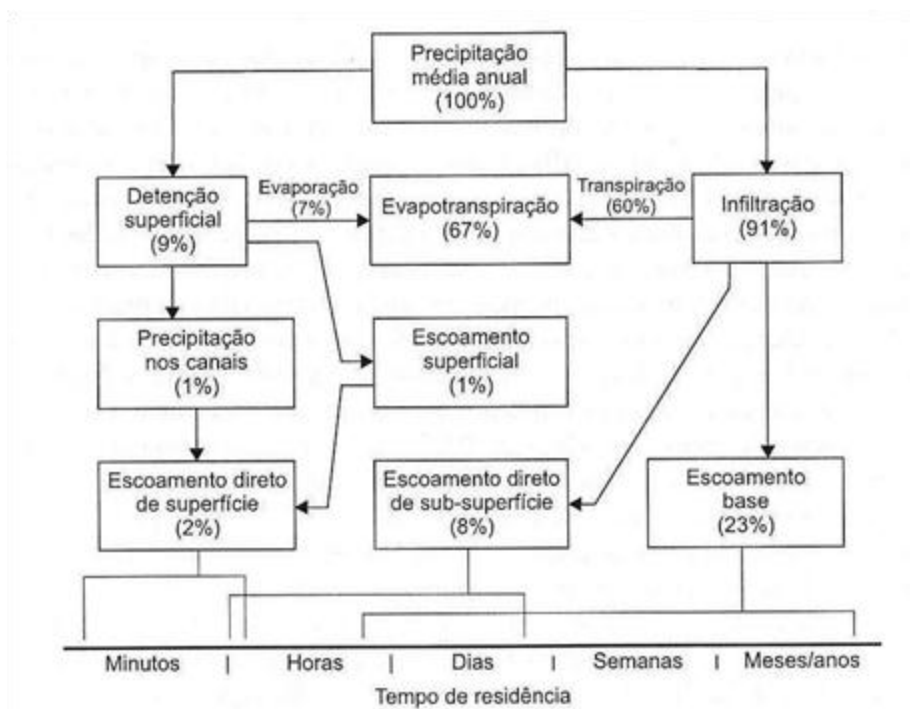 Precipitação
média anual
(100%)
Detenção
superficial
(9%)
Evaporação
(7%)
Evapotranspiração
(67%)
Transpiração
(60%)
Infiltração
(91%)
Precipitação
nos canais
(1%)
Escoamento
superficial
(1%)
Escoamento direto
de superfície
(2%)
Escoamento direto
de sub-superfície
(8%)
Escoamento
base
(23%)
Minutos | Horas | Dias | Semanas | Meses/anos
Tempo de residência